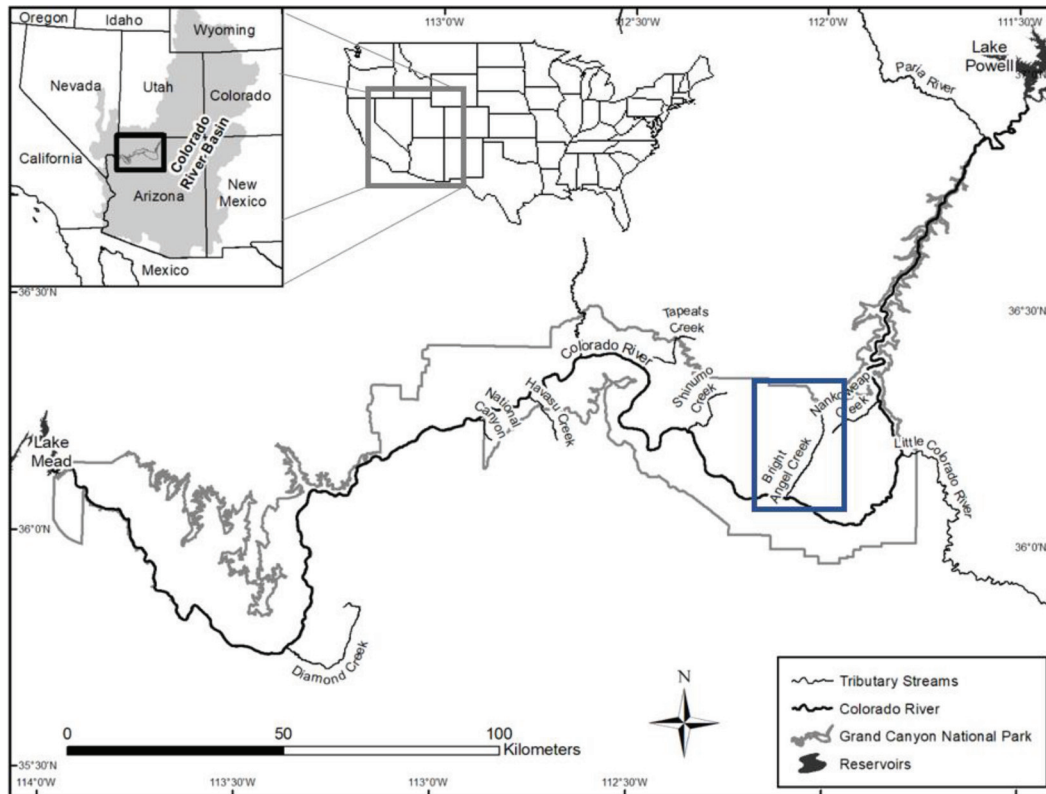 Oregon
Idaho
Wyoming
Nevada
Utah
Colorado
California
Colorado
River Basin
Arizona
New
Mexico
Mexico
113°0'W
112°30'W
112°0'W
111°30'W
Lake
Powell
Paria River
36°30'N
36°30'N
Tapeats
Creek
Colorado River
Shinumo
Creek
Havasu Creek
National
Canyon
Nankoweap
Creek
Bright
Angel Creek
Little Colorado River
Lake
Mead
36°0'N
36°0'N
Diamond Creek
N
0
50
100
Kilometers
Tributary Streams
Colorado River
Grand Canyon National Park
Reservoirs
35°30'N
114°0'W
113°30'W
113°0'W
112°30'W
112°0'W
111°30'W